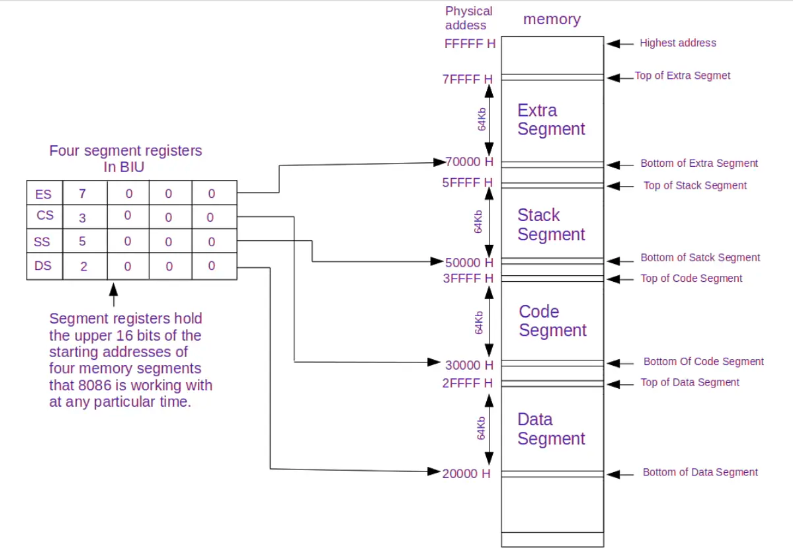 Physical
addess
memory
FFFFF H
Highest address
7FFFF H
Top of Extra Segmet
64Kb
Extra
Segment
Four segment registers
In BIU
70000 H
Bottom of Extra Segment
5FFFF H
Top of Stack Segment
ES 7 0 0 0
CS 3 0 0 0
SS 5 0 0 0
DS 2 0 0 0
64Kb
Stack
Segment
50000 H
Bottom of Satck Segment
3FFFF H
Top of Code Segment
Segment registers hold
the upper 16 bits of the
starting addresses of
four memory segments
that 8086 is working with
at any particular time.
64Kb
Code
Segment
30000 H
Bottom Of Code Segment
2FFFF H
Top of Data Segment
64Kb
Data
Segment
20000 H
Bottom of Data Segment